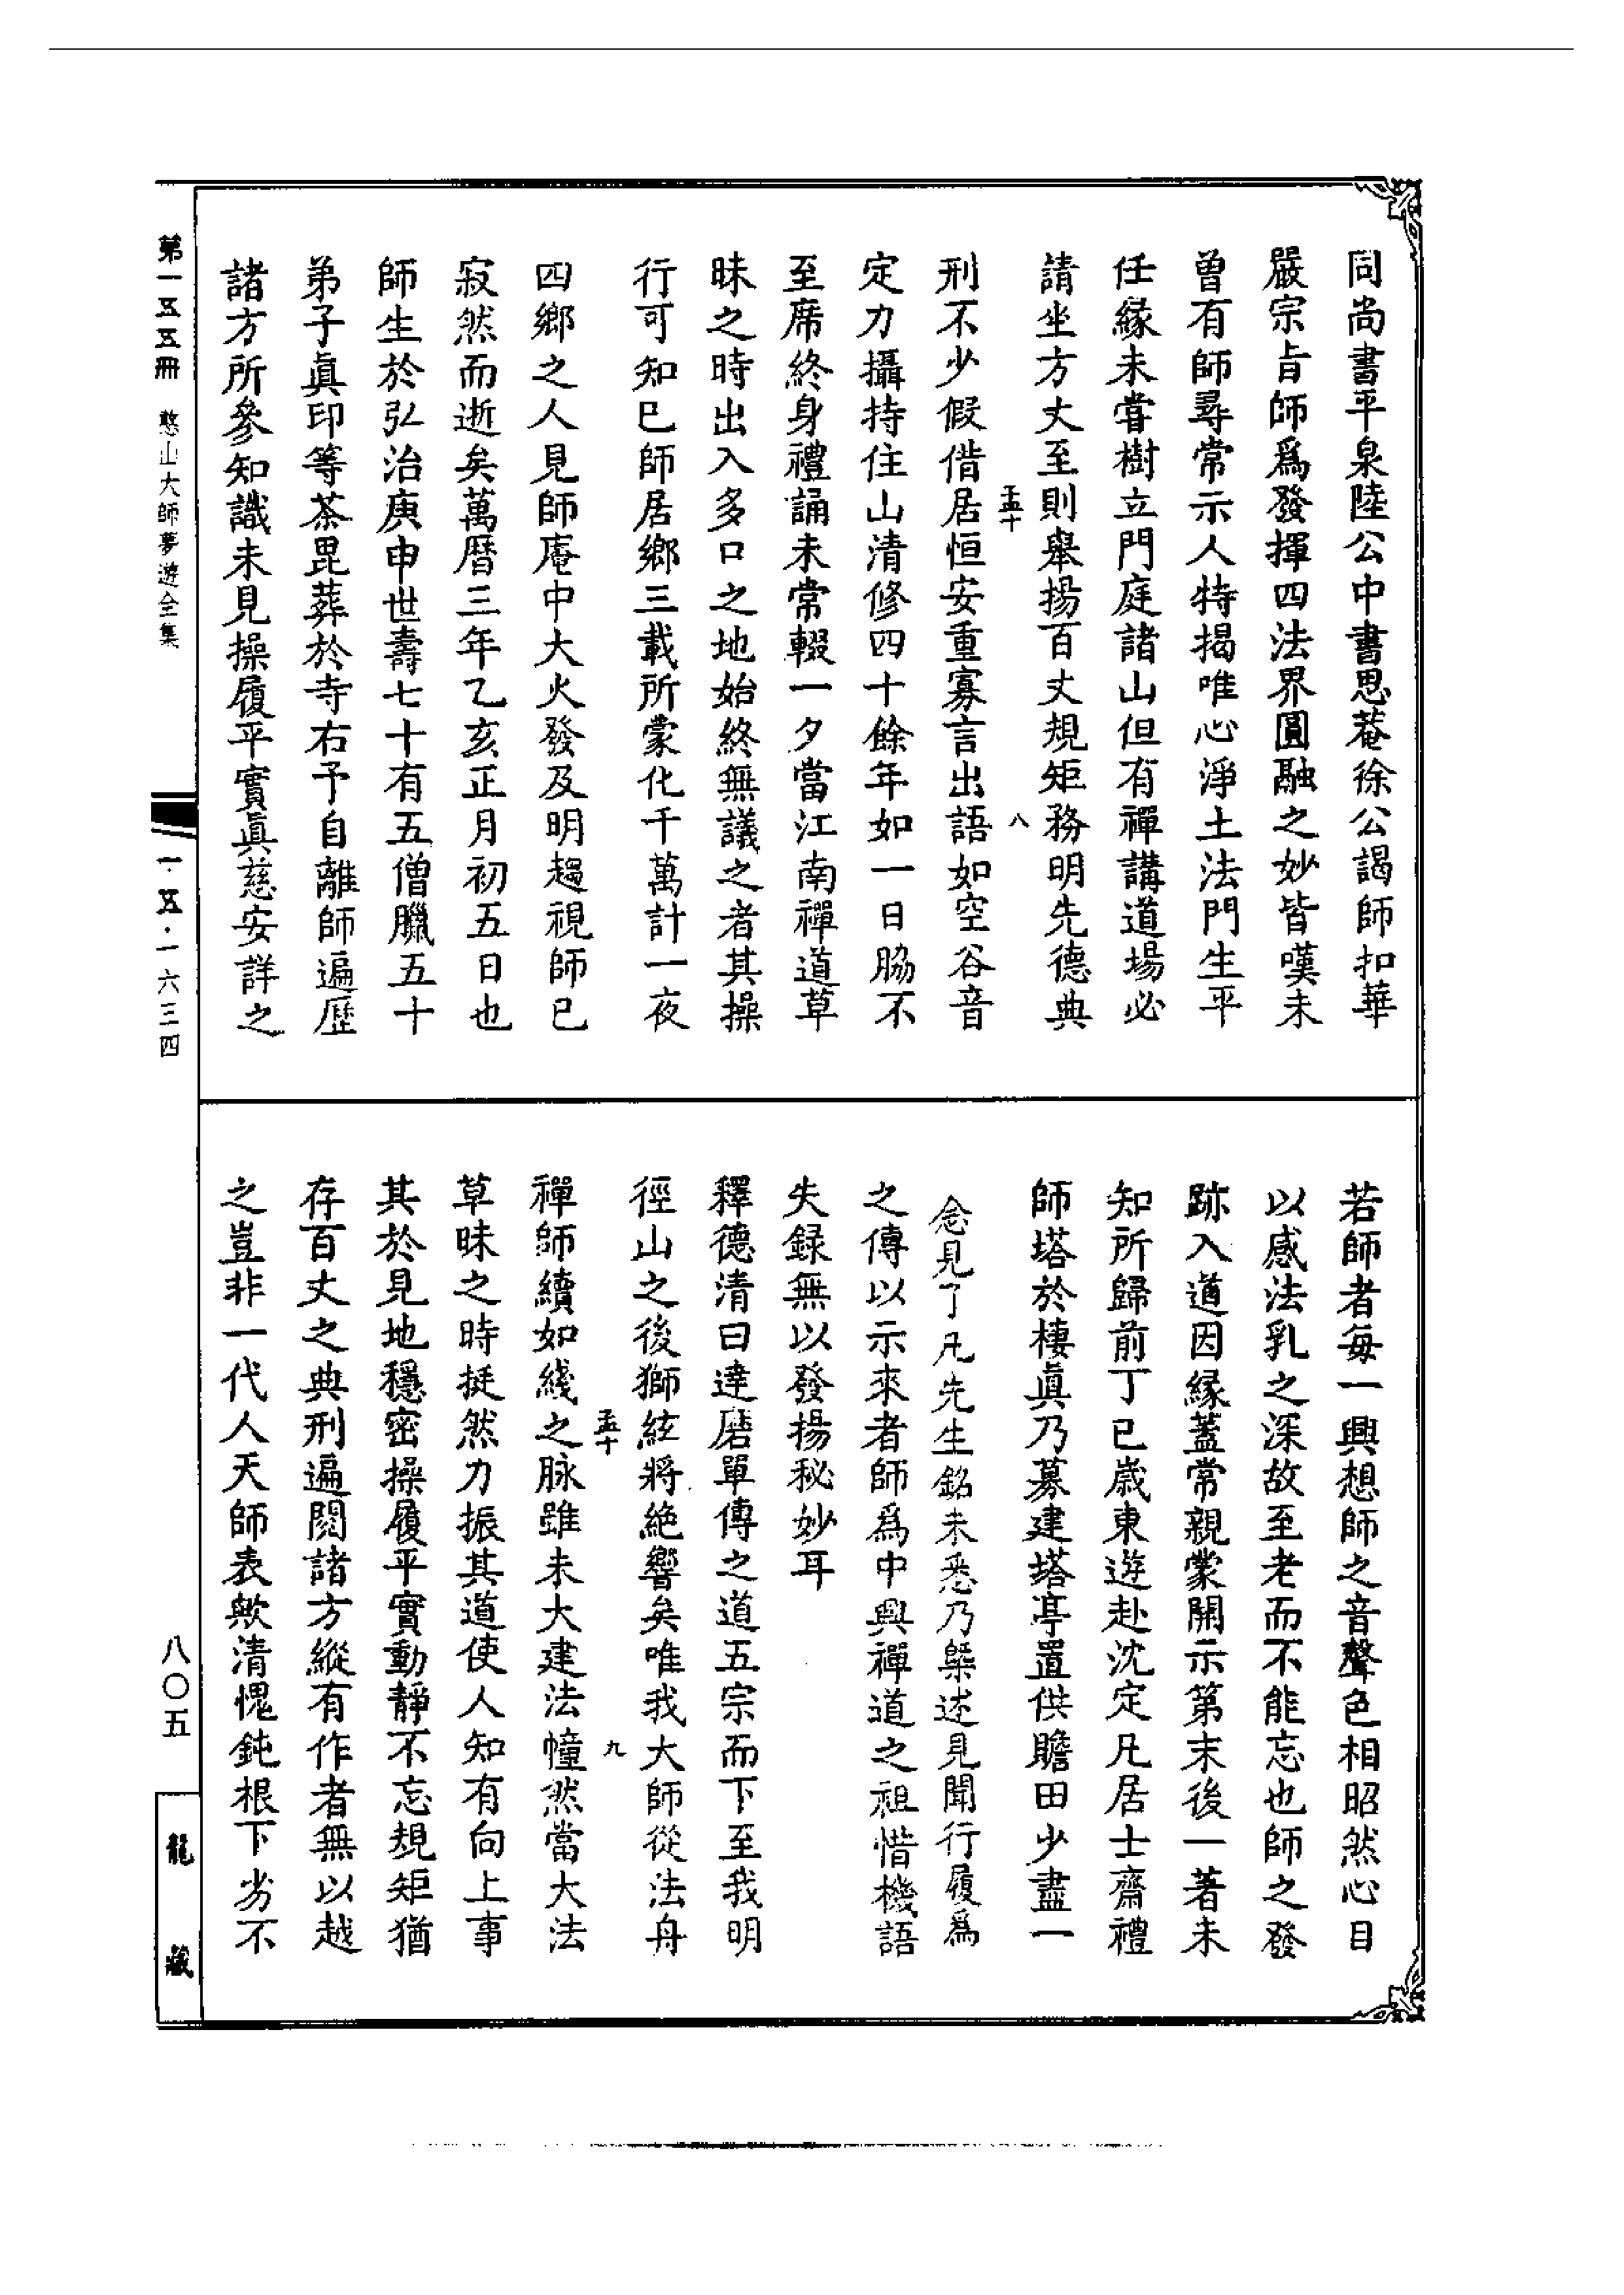 同尚書平泉陸公中書思菴徐公謁師扣華
嚴宗旨師爲發揮四法界圓融之妙皆嘆未
曾有師尋常示人特揭唯心淨土法門生平
任緣未嘗樹立門庭諸山但有禪講道場必
請坐方丈至則舉揚百丈規矩務明先德典
八
刑不少假借居恒安重寡言出語如空谷音
定力攝持住山清修四十餘年如一日脇不
至席終身禮誦未常輟一夕當江南禪道草
昧之時出入多口之地始終無議之者其操
行可知已師居鄉三載所蒙化千萬計一夜
四鄉之人見師庵中大火發及明趨視師已
寂然而逝矣萬曆三年乙亥正月初五日也
師生於弘治庚申世壽七十有五僧臘五十
弟子眞印等茶毘葬於寺右予自離師遍歷
諸方所參知識未見操履平實眞慈安詳之
若師者每一興想師之音聲色相昭然心目
以感法乳之深故至老而不能忘也師之發
跡入道因緣蓋常親蒙開示第末後一著未
知所歸前丁巳歲東遊赴沈定凡居士齋禮
師塔於棲眞乃募建塔亭置供贍田少盡一
念見了凡先生銘未悉乃槩述見聞行履爲
之傳以示來者師爲中興禪道之祖惜機語
失録無以發揚秘妙耳
釋德清曰達磨單傳之道五宗而下至我明
徑山之後獅絃將絶響矣唯我大師從法舟
九
禪師續如綫之脉雖未大建法幢然當大法
草昧之時挺然力振其道使人知有向上事
其於見地穩密操履平實動靜不忘規矩猶
存百丈之典刑遍閱諸方縱有作者無以越
之豈非一代人天師表歟清愧鈍根下劣不
第一五五冊 憨山大師夢遊全集
一五·一六三四
八〇五
龍藏